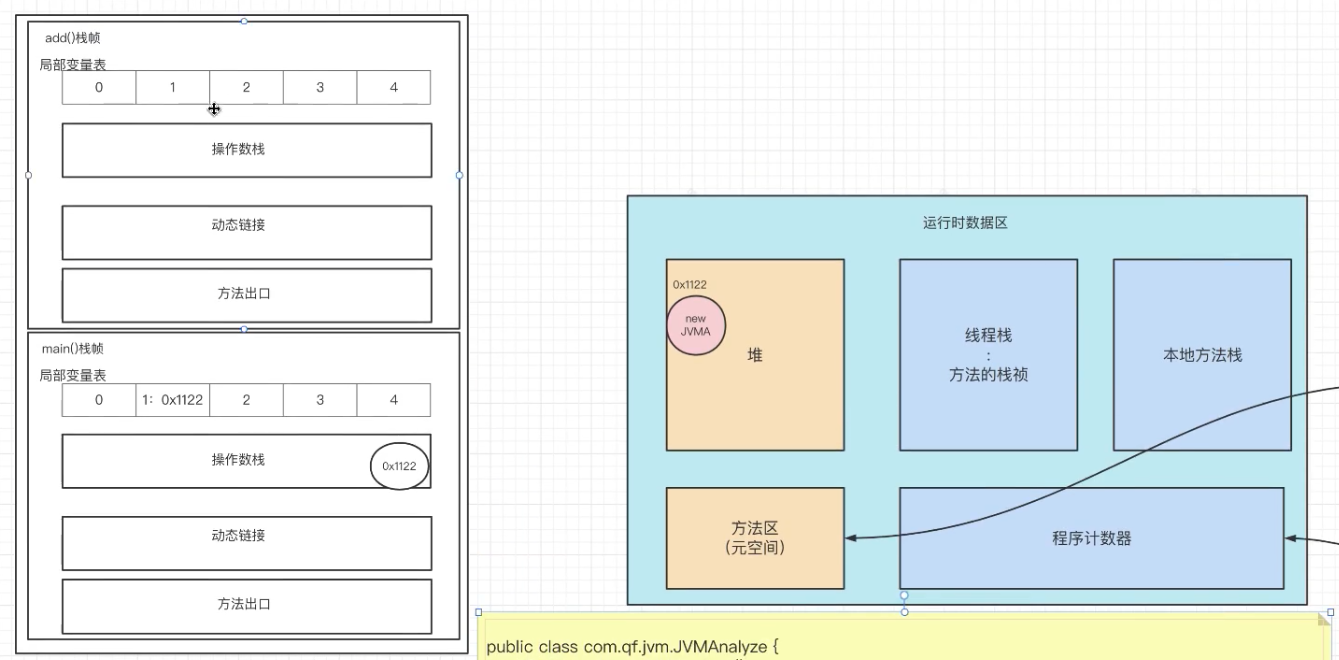 add()栈帧
局部变量表
0 1 2 3 4
操作数栈
动态链接
方法出口
main()栈帧
局部变量表
0 1：0x1122 2 3 4
操作数栈
0x1122
动态链接
方法出口
运行时数据区
0x1122
new
JVMA
堆
线程栈
:
方法的栈祯
本地方法栈
方法区
(元空间)
程序计数器
public class com.qf.jvm.JVMAnalyze {